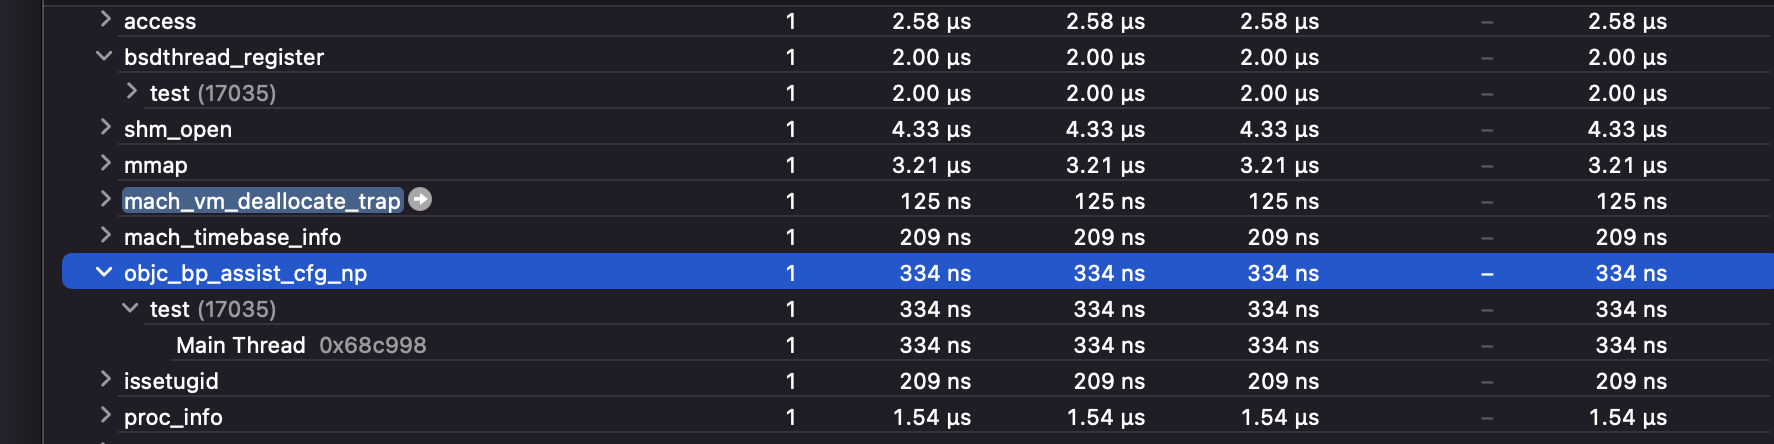 access 1 2.58 µs 2.58 µs 2.58 µs – 2.58 µs
bsdthread_register 1 2.00 µs 2.00 µs 2.00 µs – 2.00 µs
test (17035) 1 2.00 µs 2.00 µs 2.00 µs – 2.00 µs
shm_open 1 4.33 µs 4.33 µs 4.33 µs – 4.33 µs
mmap 1 3.21 µs 3.21 µs 3.21 µs – 3.21 µs
mach_vm_deallocate_trap 1 125 ns 125 ns 125 ns – 125 ns
mach_timebase_info 1 209 ns 209 ns 209 ns – 209 ns
objc_bp_assist_cfg_np 1 334 ns 334 ns 334 ns – 334 ns
test (17035) 1 334 ns 334 ns 334 ns – 334 ns
Main Thread 0x68c998 1 334 ns 334 ns 334 ns – 334 ns
issetugid 1 209 ns 209 ns 209 ns – 209 ns
proc_info 1 1.54 µs 1.54 µs 1.54 µs – 1.54 µs